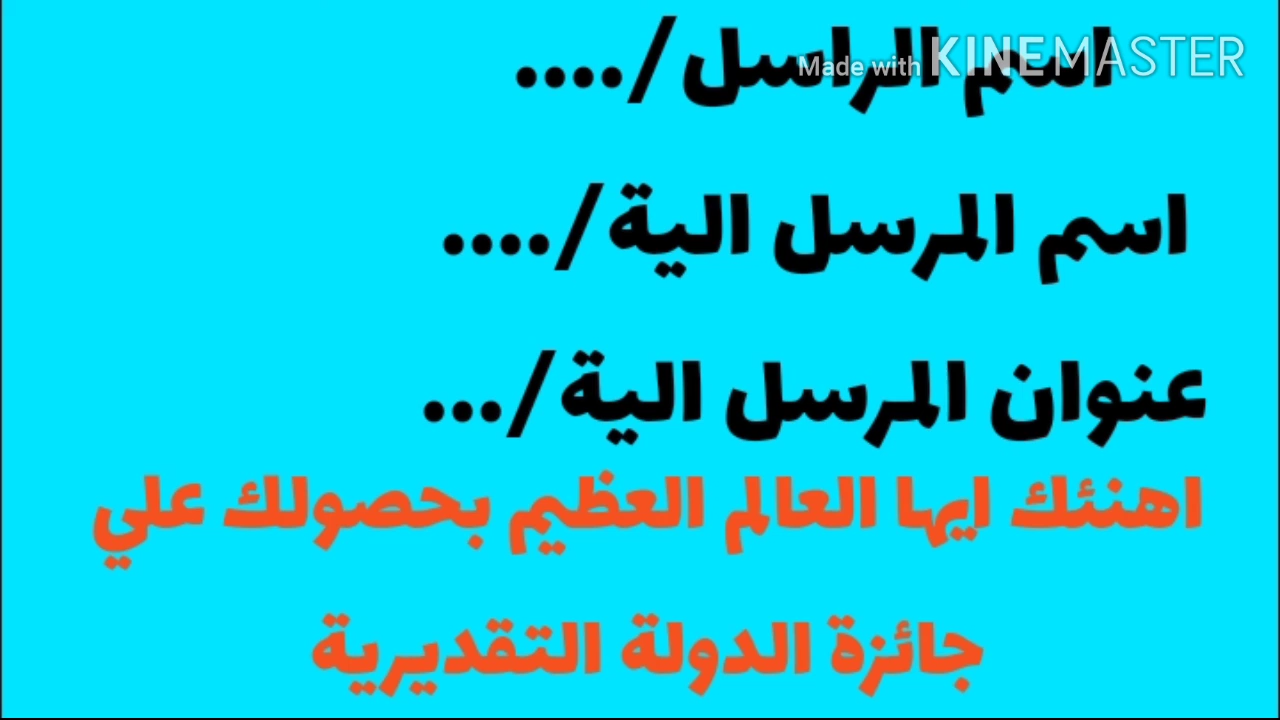 اسم الراسل/....
Made with KINEMASTER
اسم المرسل الية/....
عنوان المرسل الية/...
اهنئك ايها العالم العظيم بحصولك علي
جائزة الدولة التقديرية